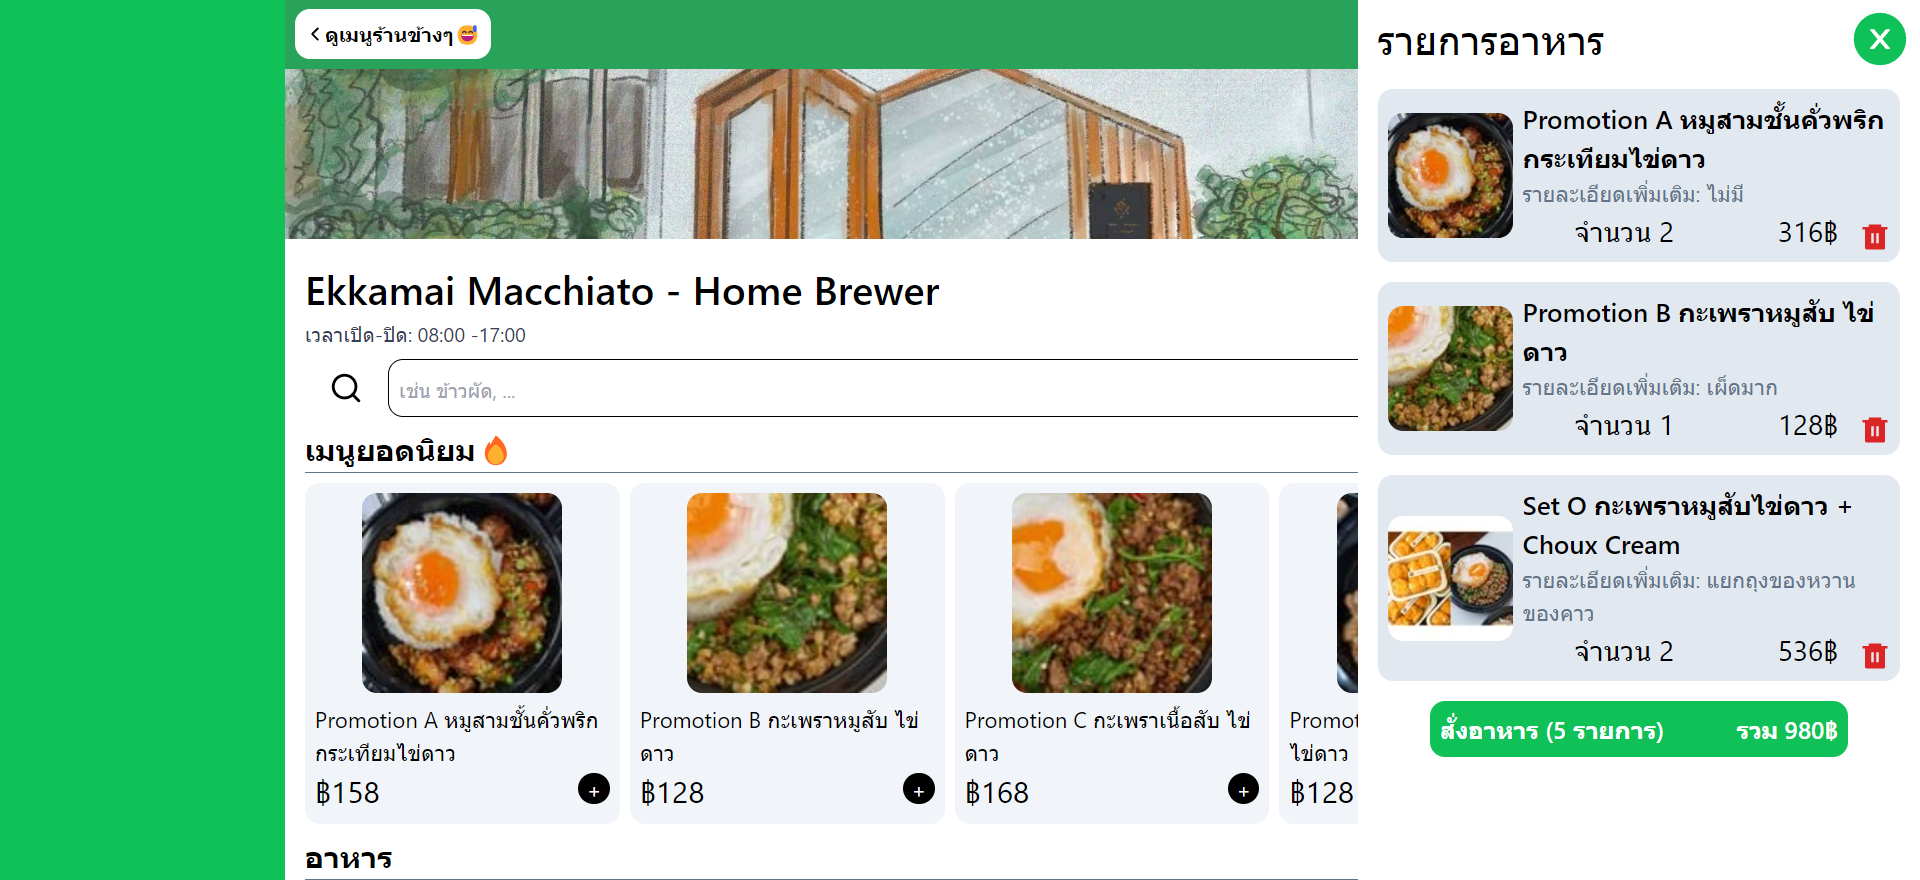 ดูเมนูร้านข้างๆ 😅
Ekkamai Macchiato - Home Brewer
เวลาเปิด-ปิด: 08:00 -17:00
เช่น ข้าวผัด, ...
เมนูยอดนิยม 🔥
Promotion A หมูสามชั้นคั่วพริก
กระเทียมไข่ดาว
฿158
+
Promotion B กะเพราหมูสับ ไข่
ดาว
฿128
+
Promotion C กะเพราเนื้อสับ ไข่
ดาว
฿168
+
Promot
ไข่ดาว
฿128
อาหาร
รายการอาหาร
X
Promotion A หมูสามชั้นคั่วพริก
กระเทียมไข่ดาว
รายละเอียดเพิ่มเติม: ไม่มี
จำนวน 2 316฿
Promotion B กะเพราหมูสับ ไข่
ดาว
รายละเอียดเพิ่มเติม: เผ็ดมาก
จำนวน 1 128฿
Set O กะเพราหมูสับไข่ดาว +
Choux Cream
รายละเอียดเพิ่มเติม: แยกถุงของหวาน
ของคาว
จำนวน 2 536฿
สั่งอาหาร (5 รายการ) รวม 980฿